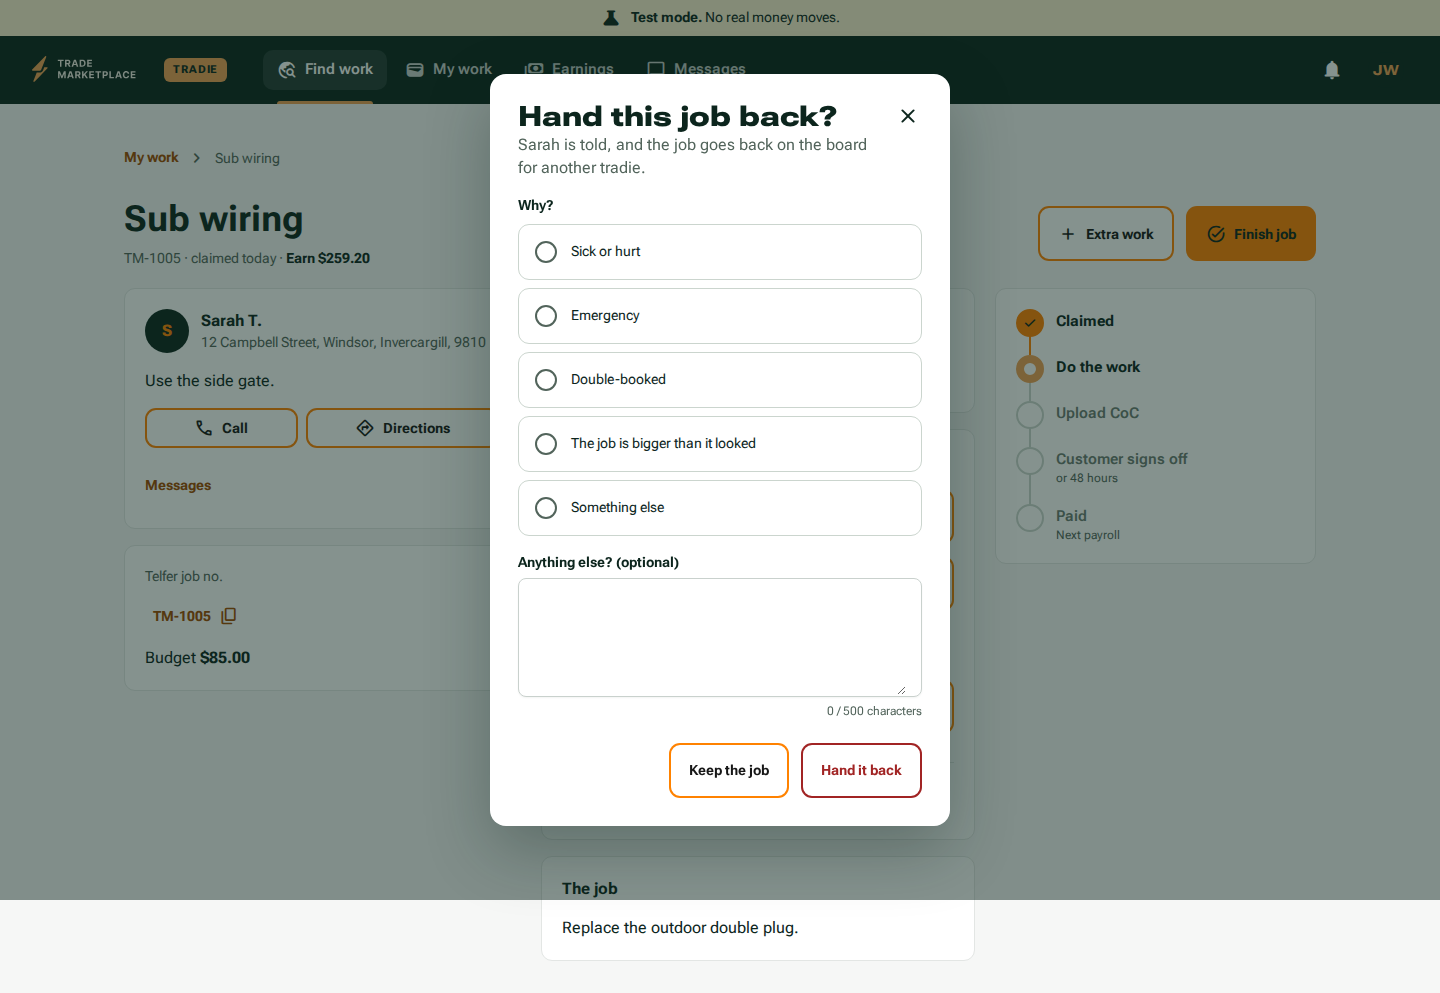 Test mode. No real money moves.
TRADE
MARKETPLACE
TRADIE
Find work
My work
Earnings
Messages
JW
My work
Sub wiring
Sub wiring
TM-1005 · claimed today · Earn $259.20
Extra work
Finish job
S
Sarah T.
12 Campbell Street, Windsor, Invercargill, 9810
Use the side gate.
Call
Directions
Messages
Telfer job no.
TM-1005
Budget $85.00
Hand this job back?
Sarah is told, and the job goes back on the board
for another tradie.
Why?
Sick or hurt
Emergency
Double-booked
The job is bigger than it looked
Something else
Anything else? (optional)
0 / 500 characters
Keep the job
Hand it back
Claimed
Do the work
Upload CoC
Customer signs off
or 48 hours
Paid
Next payroll
The job
Replace the outdoor double plug.